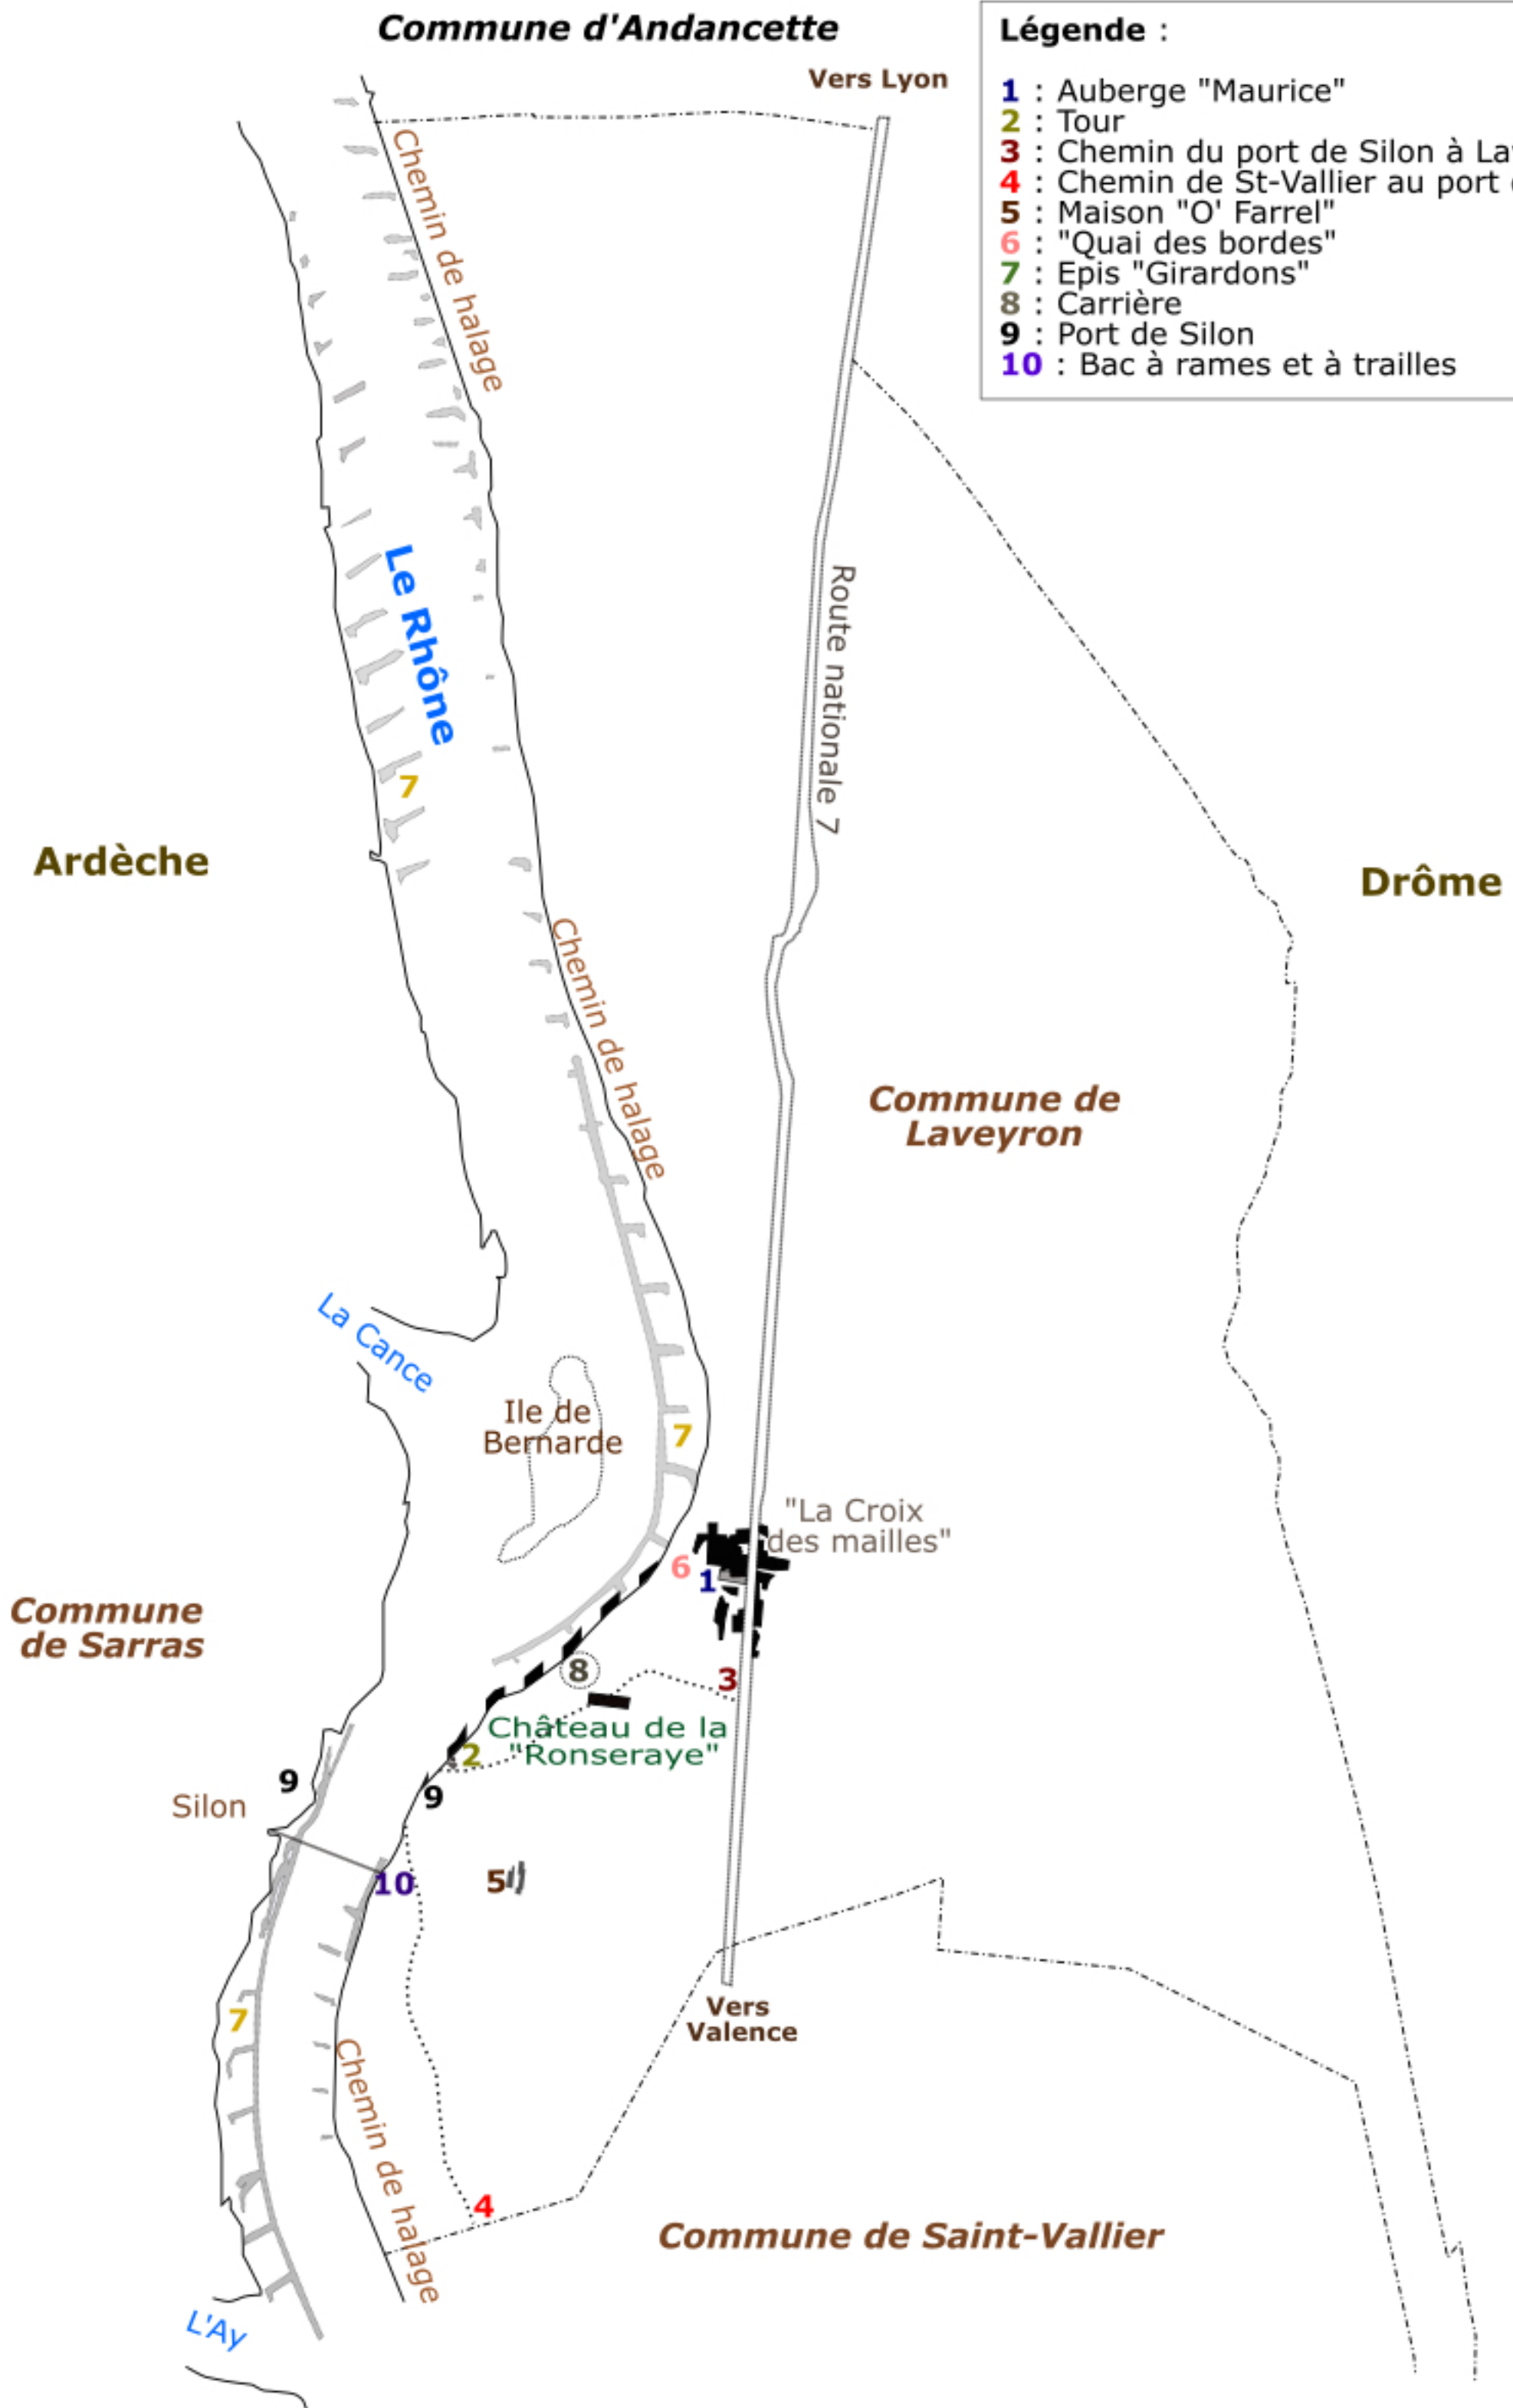 Commune d'Andancette
Vers Lyon
Légende :
1 : Auberge "Maurice"
2 : Tour
3 : Chemin du port de Silon à
4 : Chemin de St-Vallier au port
5 : Maison "O' Farrel"
6 : "Quai des bordes"
7 : Epis "Girardons"
8 : Carrière
9 : Port de Silon
10 : Bac à rames et à trailles
Chemin de halage
Le Rhône
Route nationale 7
7
Ardèche
Drôme
Chemin de halage
Commune de
Laveyron
La Cance
Ile de
Bernarde
7
"La Croix
des mailles"
6
1
Commune
de Sarras
8
3
Château de la
"Ronseraye"
2
9
9
Silon
10
5
7
Vers
Valence
Chemin de halage
4
Commune de Saint-Vallier
L'Ay